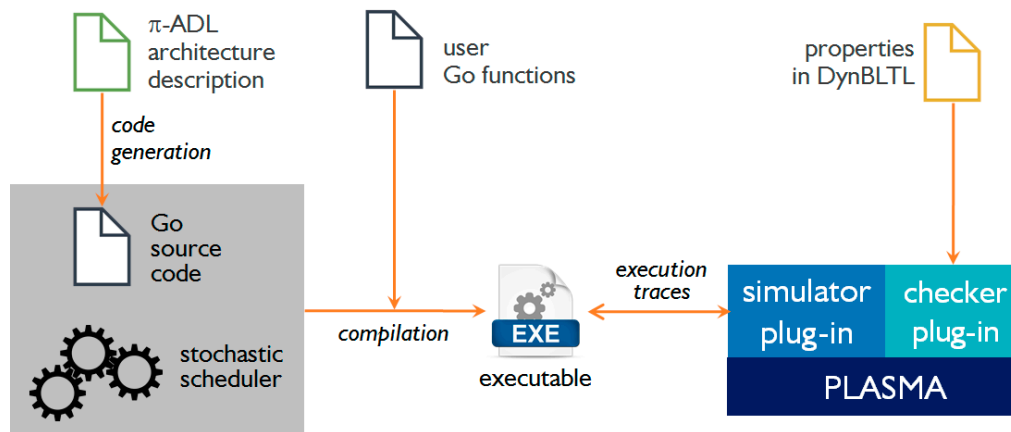 π-ADL
architecture
description
user
Go functions
properties
in DynBLTL
code
generation
Go
source
code
stochastic
scheduler
compilation
EXE
executable
execution
traces
simulator
plug-in
checker
plug-in
PLASMA